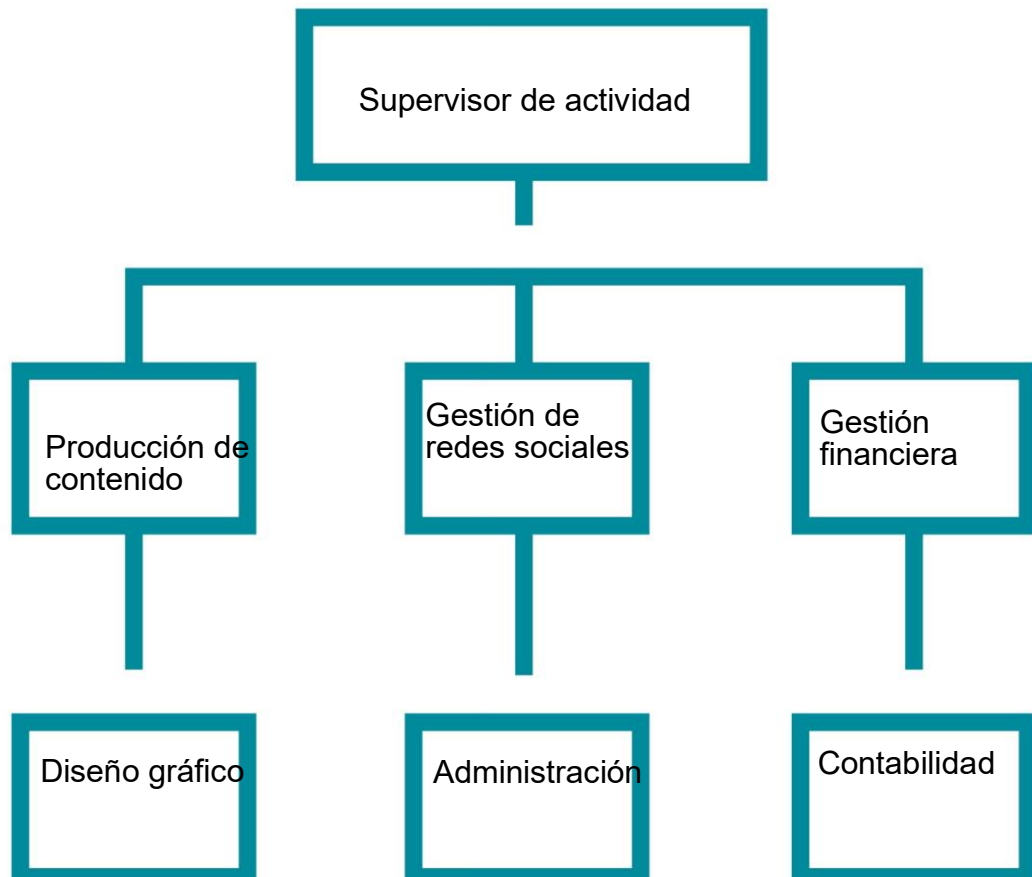 Supervisor de actividad
Producción de
contenido
Gestión de
redes sociales
Gestión
financiera
Diseño gráfico
Administración
Contabilidad